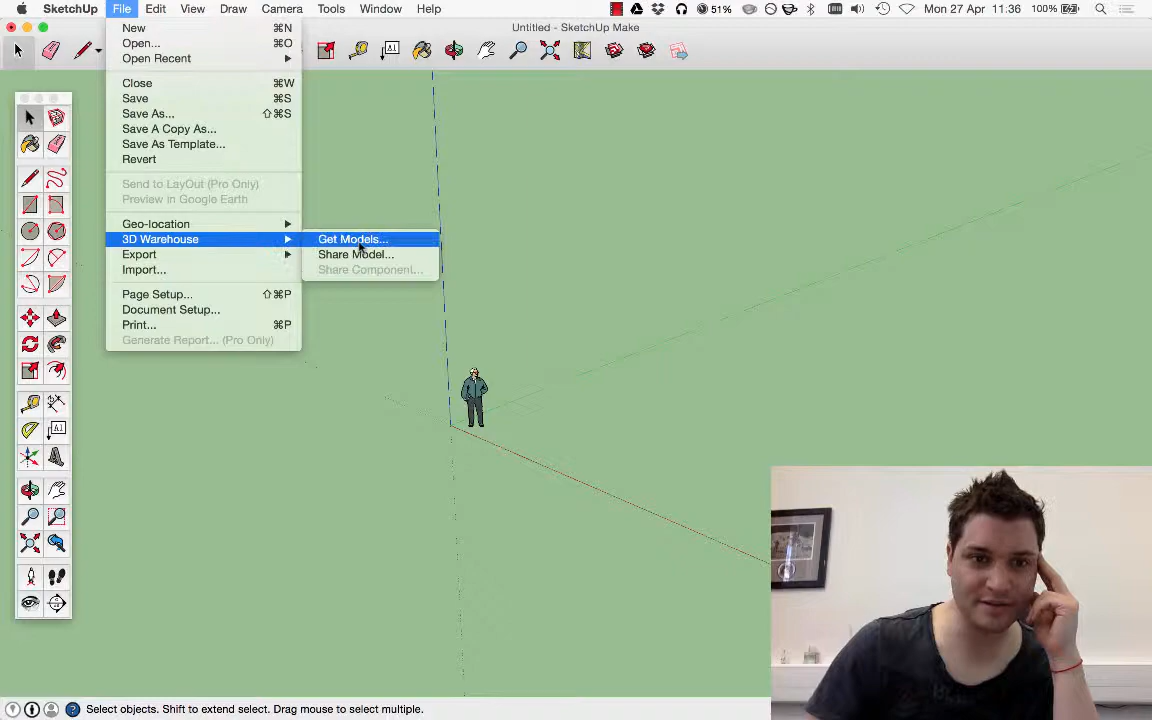 SketchUp File Edit View Draw Camera Tools Window Help 51% Mon 27 Apr 11:36 100%
Untitled - SketchUp Make
New ⌘N
Open... ⌘O
Open Recent
Close ⌘W
Save ⌘S
Save As... ⇧⌘S
Save A Copy As...
Save As Template...
Revert
Send to LayOut (Pro Only)
Preview in Google Earth
Geo-location
3D Warehouse
Export
Import...
Page Setup... ⇧⌘P
Document Setup...
Print... ⌘P
Generate Report... (Pro Only)
Get Models...
Share Model...
Share Component...
A1
A1
Select objects. Shift to extend select. Drag mouse to select multiple.